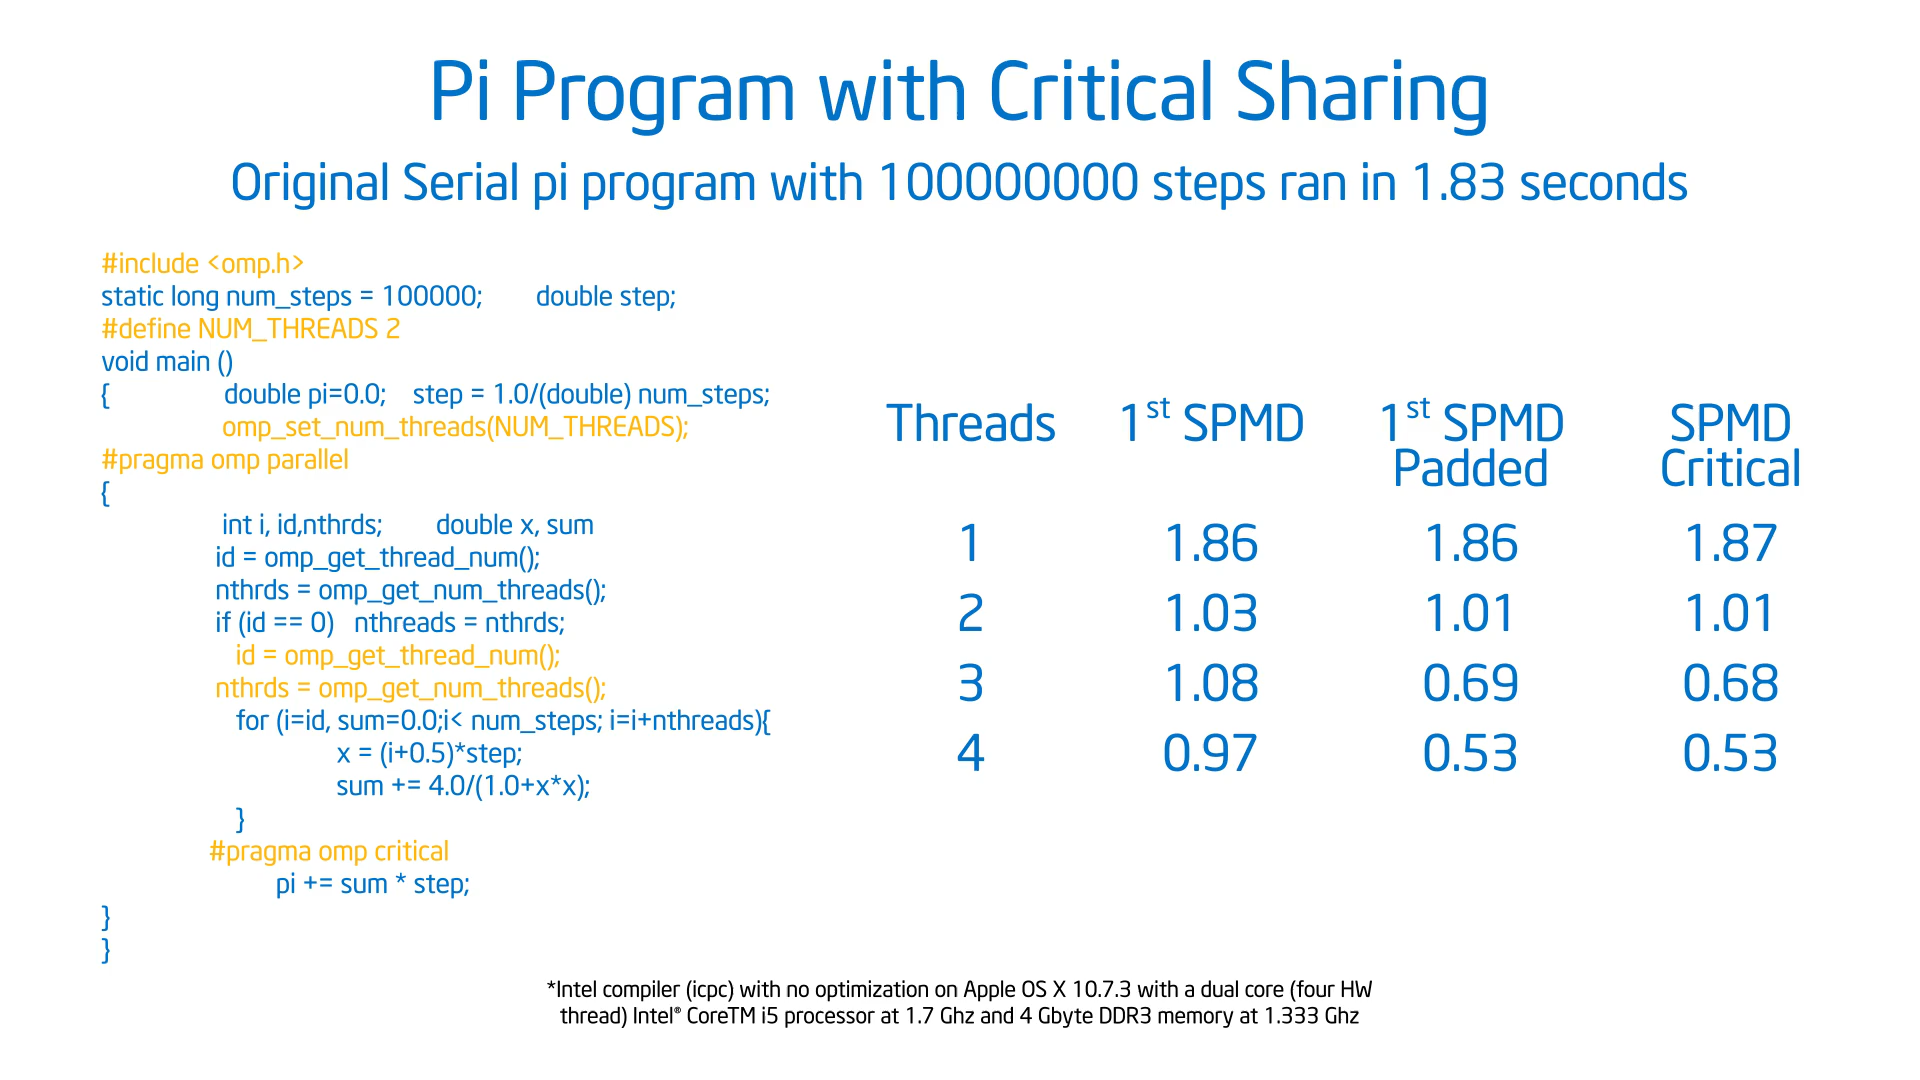 Pi Program with Critical Sharing
Original Serial pi program with 100000000 steps ran in 1.83 seconds
#include <omp.h>
static long num_steps = 100000; double step;
#define NUM_THREADS 2
void main ()
{ double pi=0.0; step = 1.0/(double) num_steps;
omp_set_num_threads(NUM_THREADS);
#pragma omp parallel
{
int i, id,nthrds; double x, sum
id = omp_get_thread_num();
nthrds = omp_get_num_threads();
if (id == 0) nthreads = nthrds;
id = omp_get_thread_num();
nthrds = omp_get_num_threads();
for (i=id, sum=0.0;i< num_steps; i=i+nthreads){
x = (i+0.5)*step;
sum += 4.0/(1.0+x*x);
}
#pragma omp critical
pi += sum * step;
}
}
Threads 1st SPMD 1st SPMD Padded SPMD Critical
1 1.86 1.86 1.87
2 1.03 1.01 1.01
3 1.08 0.69 0.68
4 0.97 0.53 0.53
*Intel compiler (icpc) with no optimization on Apple OS X 10.7.3 with a dual core (four HW
thread) Intel® CoreTM i5 processor at 1.7 Ghz and 4 Gbyte DDR3 memory at 1.333 Ghz